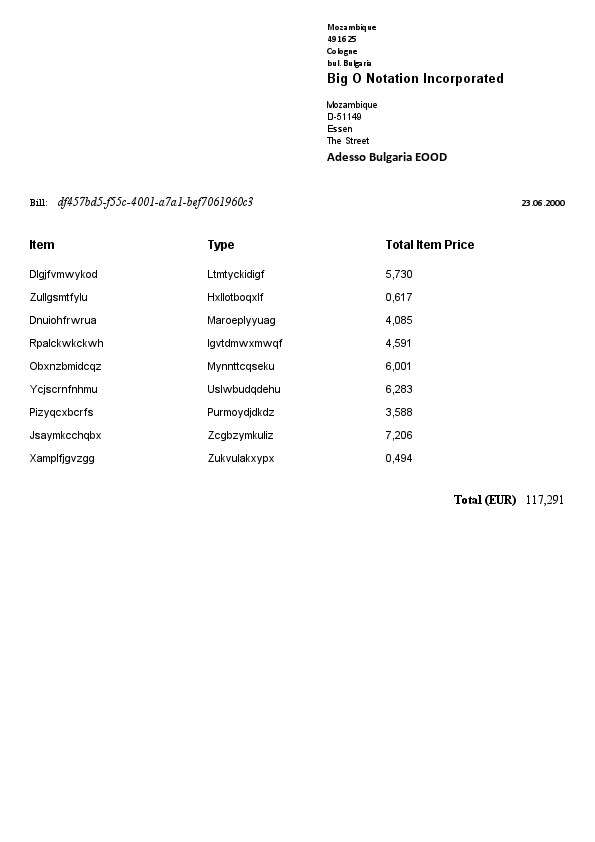 Mozambique
491625
Cologne
bul. Bulgaria
Big O Notation Incorporated
Mozambique
D-51149
Essen
The Street
Adesso Bulgaria EOOD
Bill: df457bd5-f55c-4001-a7a1-bef7061960c3 23.06.2000
Item Type Total Item Price
Dlgjfvmwykod Ltmtyckidigf 5,730
Zullgsmtfylu Hxllotboqxlf 0,617
Dnuiohfrwrua Maroeplyyuag 4,085
Rpalckwkckwh Igvtdmwxmwqf 4,591
Obxnzbmidcqz Mynnttcqseku 6,001
Ycjscrnfnhmu Uslwbudqdehu 6,283
Pizyqcxbcrfs Purmoydjdkdz 3,588
Jsaymkcchqbx Zcgbzymkuliz 7,206
Xamplfjgvzgg Zukvulakxypx 0,494
Total (EUR) 117,291